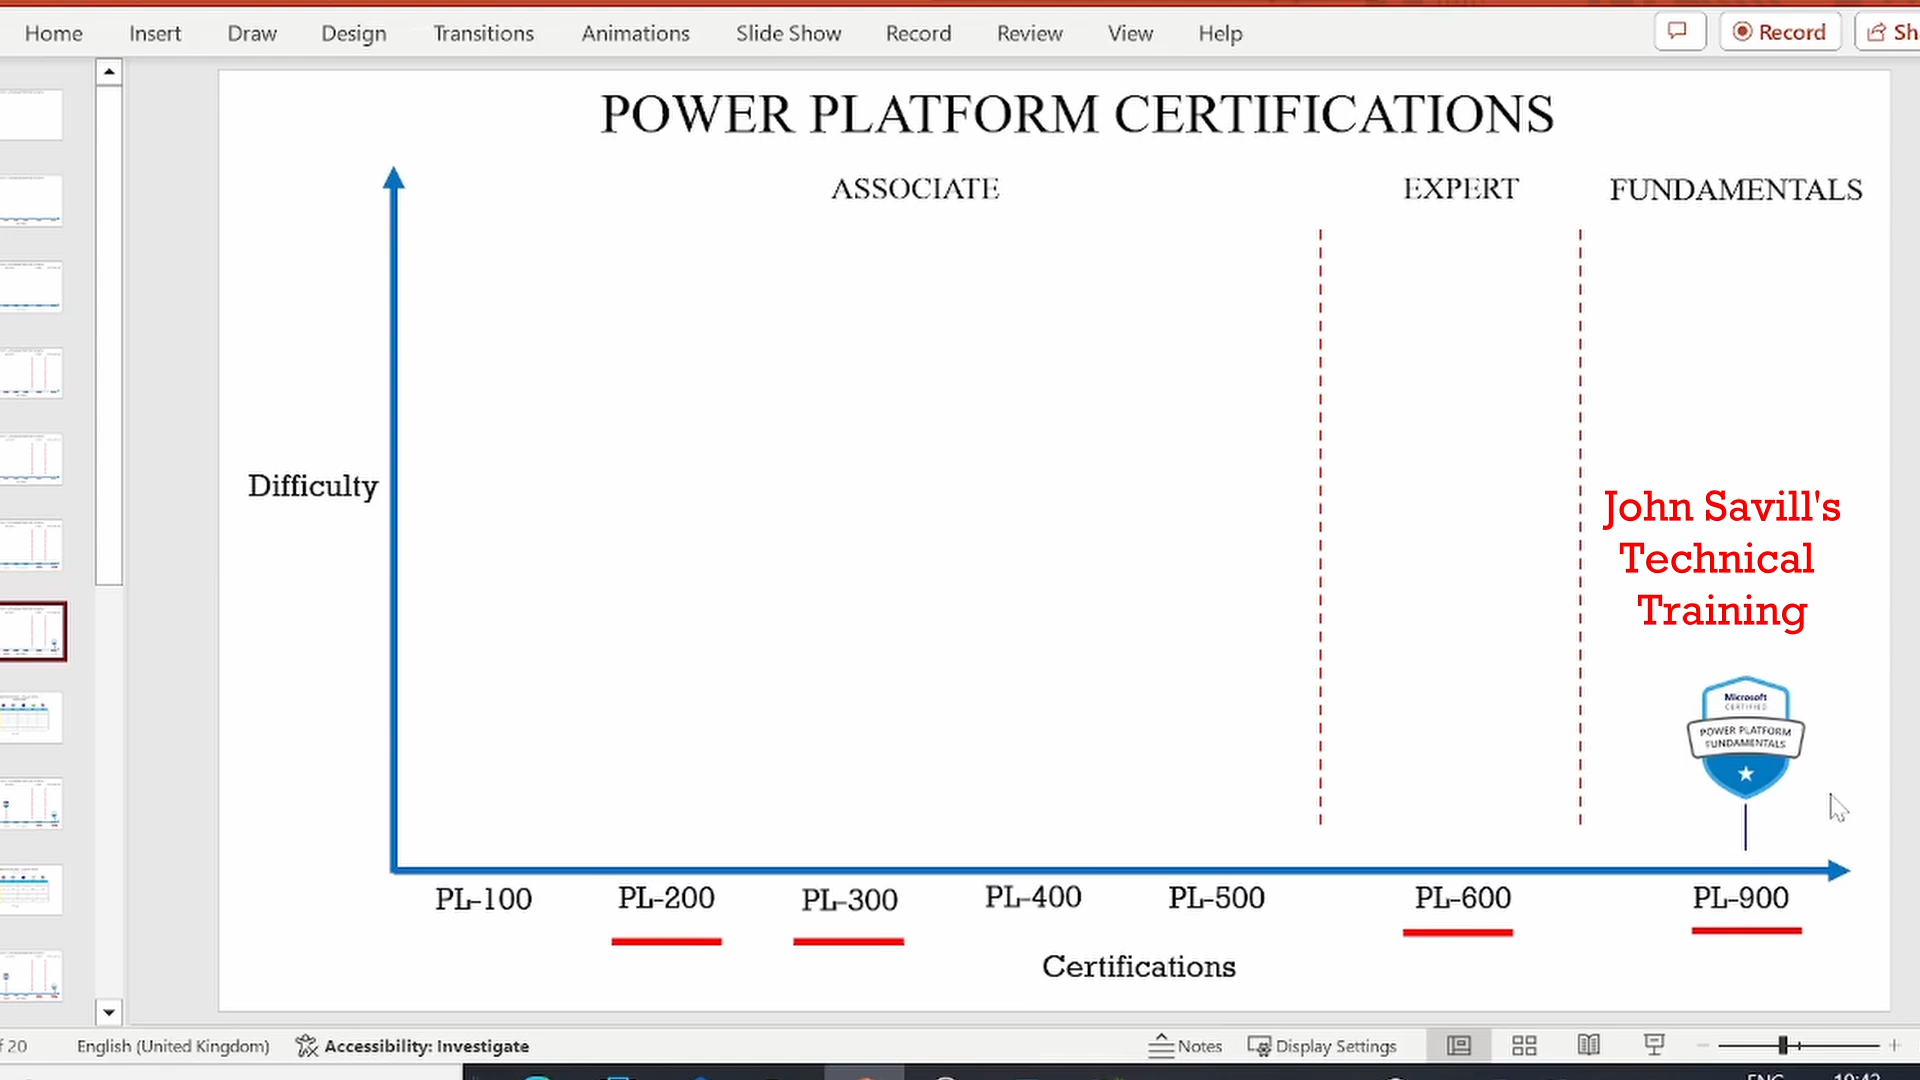 Home Insert Draw Design Transitions Animations Slide Show Record Review View Help Record
POWER PLATFORM CERTIFICATIONS
ASSOCIATE EXPERT FUNDAMENTALS
Difficulty
John Savill's
Technical
Training
Microsoft
CERTIFIED
POWER PLATFORM
FUNDAMENTALS
PL-100 PL-200 PL-300 PL-400 PL-500 PL-600 PL-900
Certifications
20 English (United Kingdom) Accessibility: Investigate Notes Display Settings